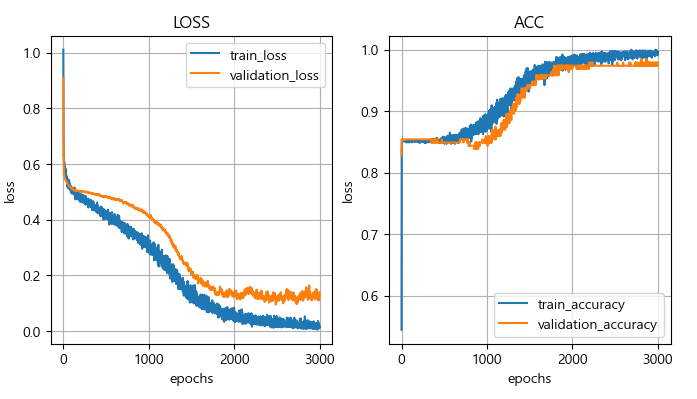 LOSS
train_loss
validation_loss
1.0
0.8
0.6
0.4
0.2
0.0
loss
0
1000
2000
3000
epochs
ACC
1.0
0.9
0.8
0.7
0.6
loss
train_accuracy
validation_accuracy
0
1000
2000
3000
epochs